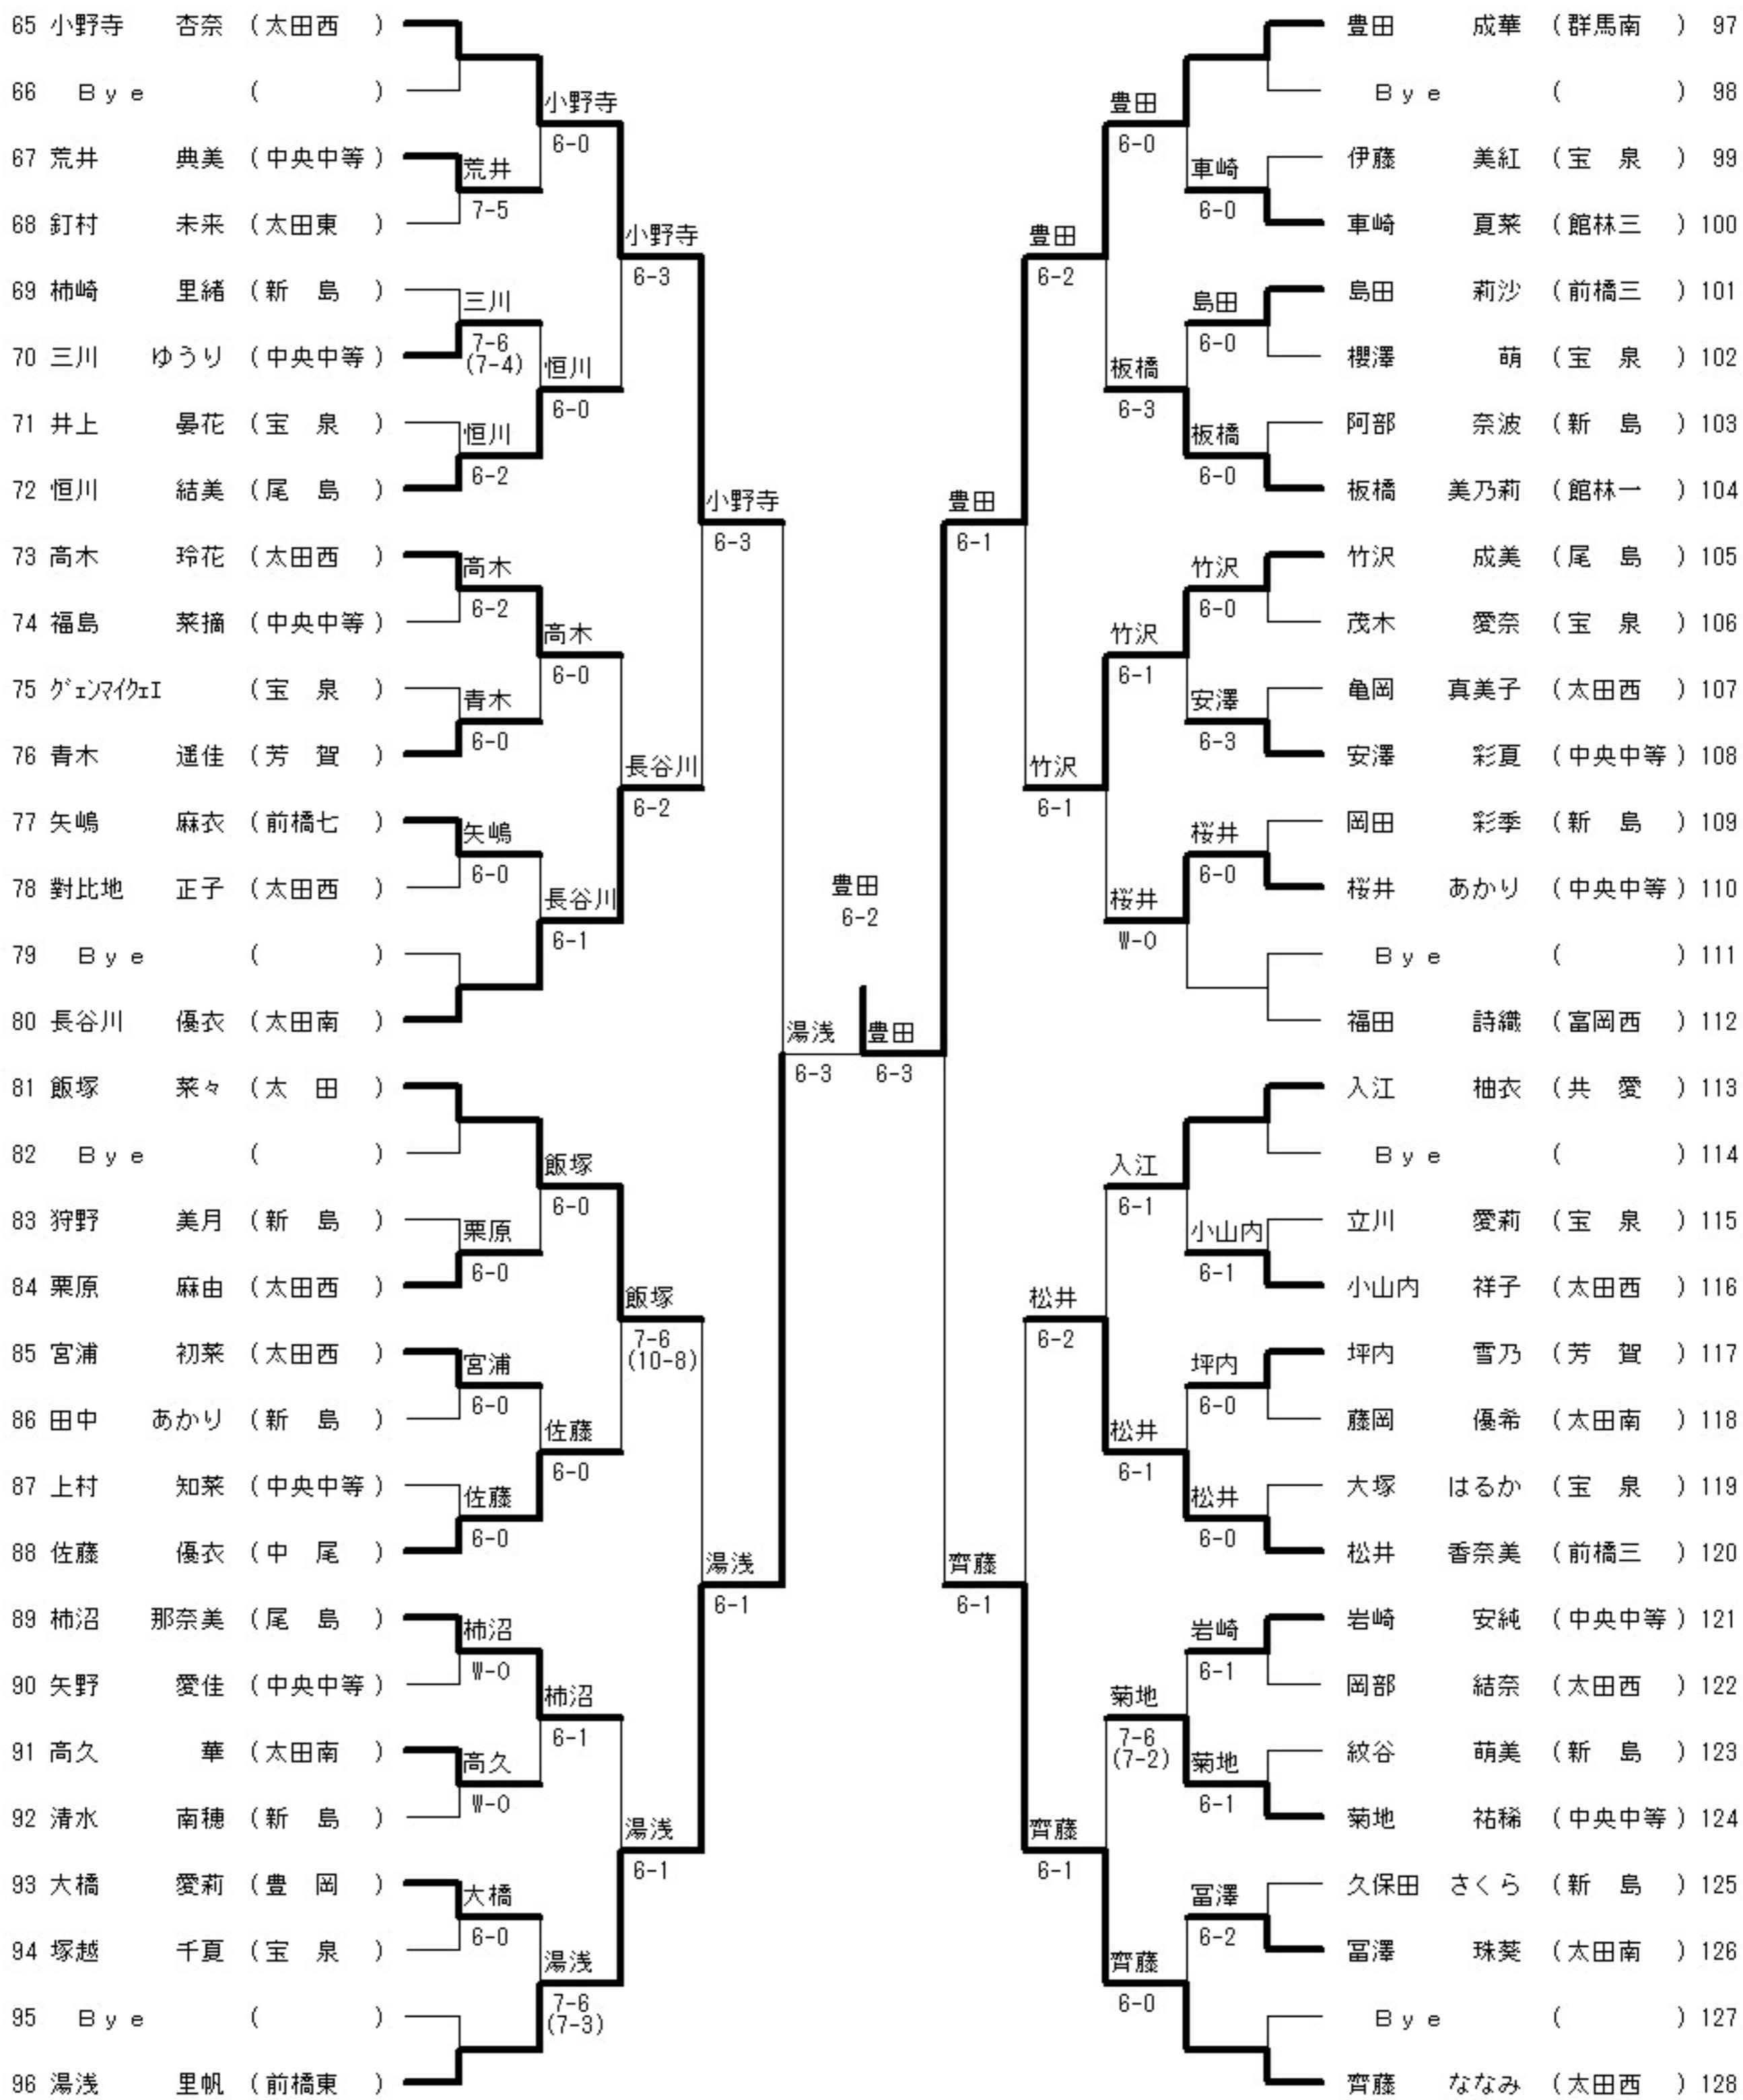 65 小野寺 杏奈 (太田西)
66 Bye ( )
67 荒井 典美 (中央中等)
68 釘村 未来 (太田東)
69 柿崎 里緒 (新 島)
70 三川 ゆうり (中央中等)
71 井上 晏花 (宝 泉)
72 恒川 結美 (尾 島)
73 高木 玲花 (太田西)
74 福島 菜摘 (中央中等)
75 グェンマイクェエ (宝 泉)
76 青木 遥佳 (芳 賀)
77 矢嶋 麻衣 (前橋七)
78 對比地 正子 (太田西)
79 Bye ( )
80 長谷川 優衣 (太田南)
81 飯塚 菜々 (太 田)
82 Bye ( )
83 狩野 美月 (新 島)
84 栗原 麻由 (太田西)
85 宮浦 初菜 (太田西)
86 田中 あかり (新 島)
87 上村 知菜 (中央中等)
88 佐藤 優衣 (中 尾)
89 柿沼 那奈美 (尾 島)
90 矢野 愛佳 (中央中等)
91 高久 華 (太田南)
92 清水 南穂 (新 島)
93 大橋 愛莉 (豊 岡)
94 塚越 千夏 (宝 泉)
95 Bye ( )
96 湯浅 里帆 (前橋東)
荒井
7-5
三川
7-6
(7-4)
恒川
6-2
高木
6-2
青木
6-0
矢嶋
6-0
栗原
6-0
宮浦
6-0
佐藤
6-0
柿沼
W-0
高久
W-0
大橋
6-0
小野寺
6-0
恒川
6-0
高木
6-0
長谷川
6-1
飯塚
6-0
佐藤
6-0
柿沼
6-1
湯浅
7-6
(7-3)
小野寺
6-3
長谷川
6-2
飯塚
7-6
(10-8)
湯浅
6-1
小野寺
6-3
湯浅
6-1
湯浅
6-3
豊田
6-2
豊田
6-3
豊田
6-1
齊藤
6-1
豊田
6-2
竹沢
6-1
松井
6-2
齊藤
6-1
豊田
6-0
板橋
6-3
竹沢
6-1
桜井
W-0
入江
6-1
松井
6-1
菊地
7-6
(7-2)
齊藤
6-0
車崎
6-0
島田
6-0
板橋
6-0
竹沢
6-0
安澤
6-3
桜井
6-0
小山内
6-1
坪内
6-0
松井
6-0
岩崎
6-1
菊地
6-1
冨澤
6-2
豊田 成華 (群馬南) 97
Bye ( ) 98
伊藤 美紅 (宝 泉) 99
車崎 夏菜 (館林三) 100
島田 莉沙 (前橋三) 101
櫻澤 萌 (宝 泉) 102
阿部 奈波 (新 島) 103
板橋 美乃莉 (館林一) 104
竹沢 成美 (尾 島) 105
茂木 愛奈 (宝 泉) 106
亀岡 真美子 (太田西) 107
安澤 彩夏 (中央中等) 108
岡田 彩季 (新 島) 109
桜井 あかり (中央中等) 110
Bye ( ) 111
福田 詩織 (富岡西) 112
入江 柚衣 (共 愛) 113
Bye ( ) 114
立川 愛莉 (宝 泉) 115
小山内 祥子 (太田西) 116
坪内 雪乃 (芳 賀) 117
藤岡 優希 (太田南) 118
大塚 はるか (宝 泉) 119
松井 香奈美 (前橋三) 120
岩崎 安純 (中央中等) 121
岡部 結奈 (太田西) 122
紋谷 萌美 (新 島) 123
菊地 祐稀 (中央中等) 124
久保田 さくら (新 島) 125
冨澤 珠葵 (太田南) 126
Bye ( ) 127
齊藤 ななみ (太田西) 128